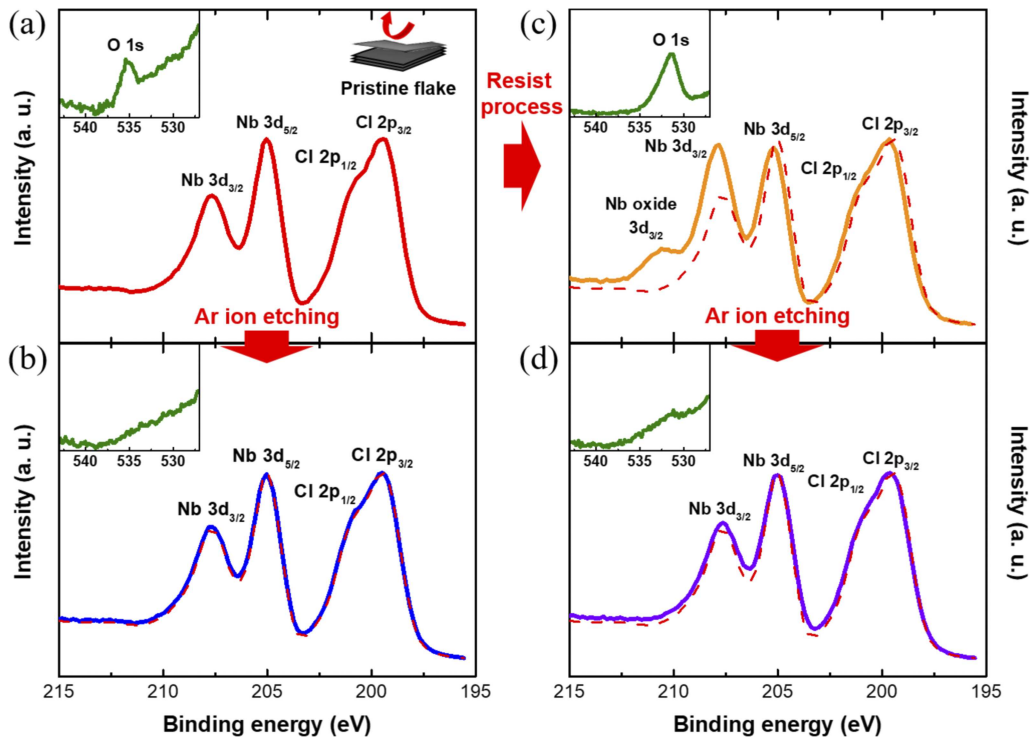 (a)
O 1s
540 535 530
Pristine flake
Nb 3d3/2
Nb 3d5/2
Cl 2p1/2
Cl 2p3/2
Intensity (a. u.)
Resist
process
(c)
O 1s
540 535 530
Nb oxide
3d3/2
Nb 3d3/2
Nb 3d5/2
Cl 2p1/2
Cl 2p3/2
Intensity (a. u.)
Ar ion etching
Ar ion etching
(b)
540 535 530
Nb 3d3/2
Nb 3d5/2
Cl 2p1/2
Cl 2p3/2
Intensity (a. u.)
215 210 205 200 195
Binding energy (eV)
(d)
540 535 530
Nb 3d3/2
Nb 3d5/2
Cl 2p1/2
Cl 2p3/2
Intensity (a. u.)
215 210 205 200 195
Binding energy (eV)